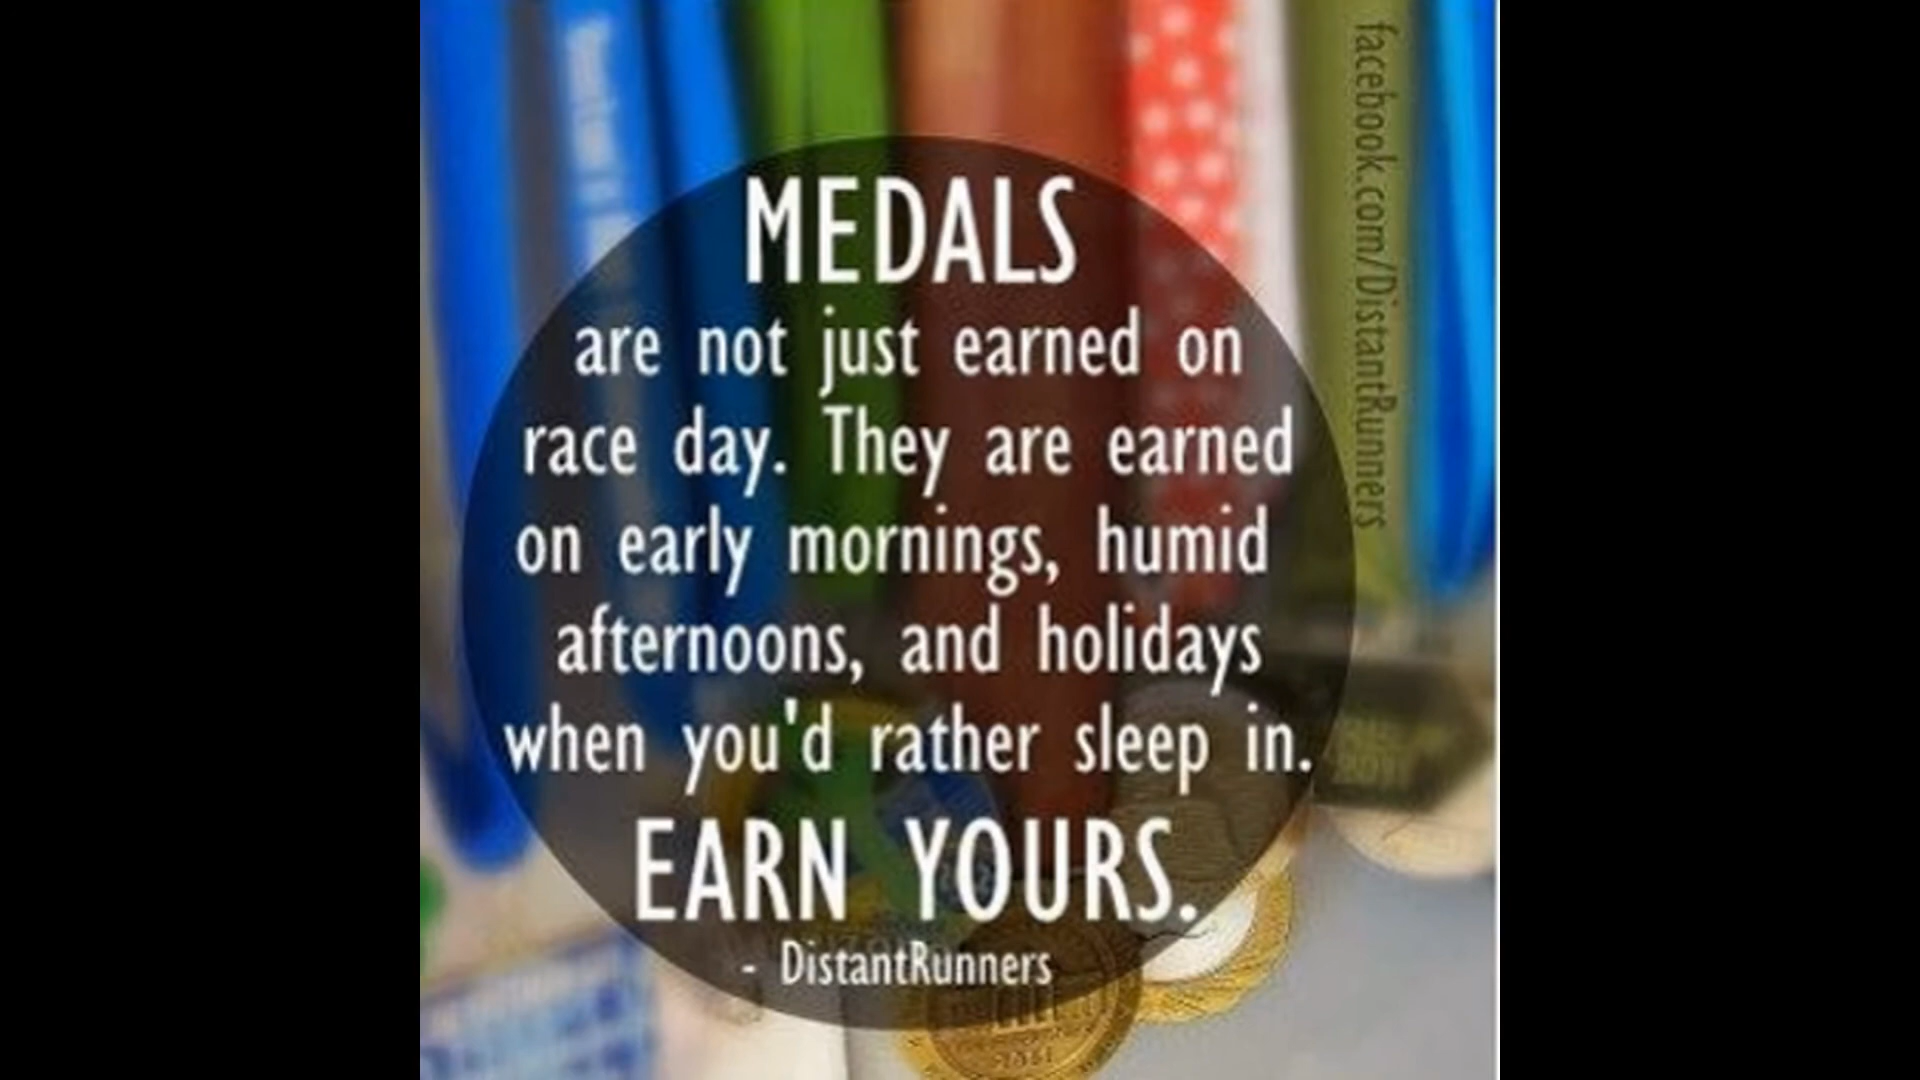 MEDALS
are not just earned on
race day. They are earned
on early mornings, humid
afternoons, and holidays
when you'd rather sleep in.
EARN YOURS.
- DistantRunners
facebook.com/DistantRunners